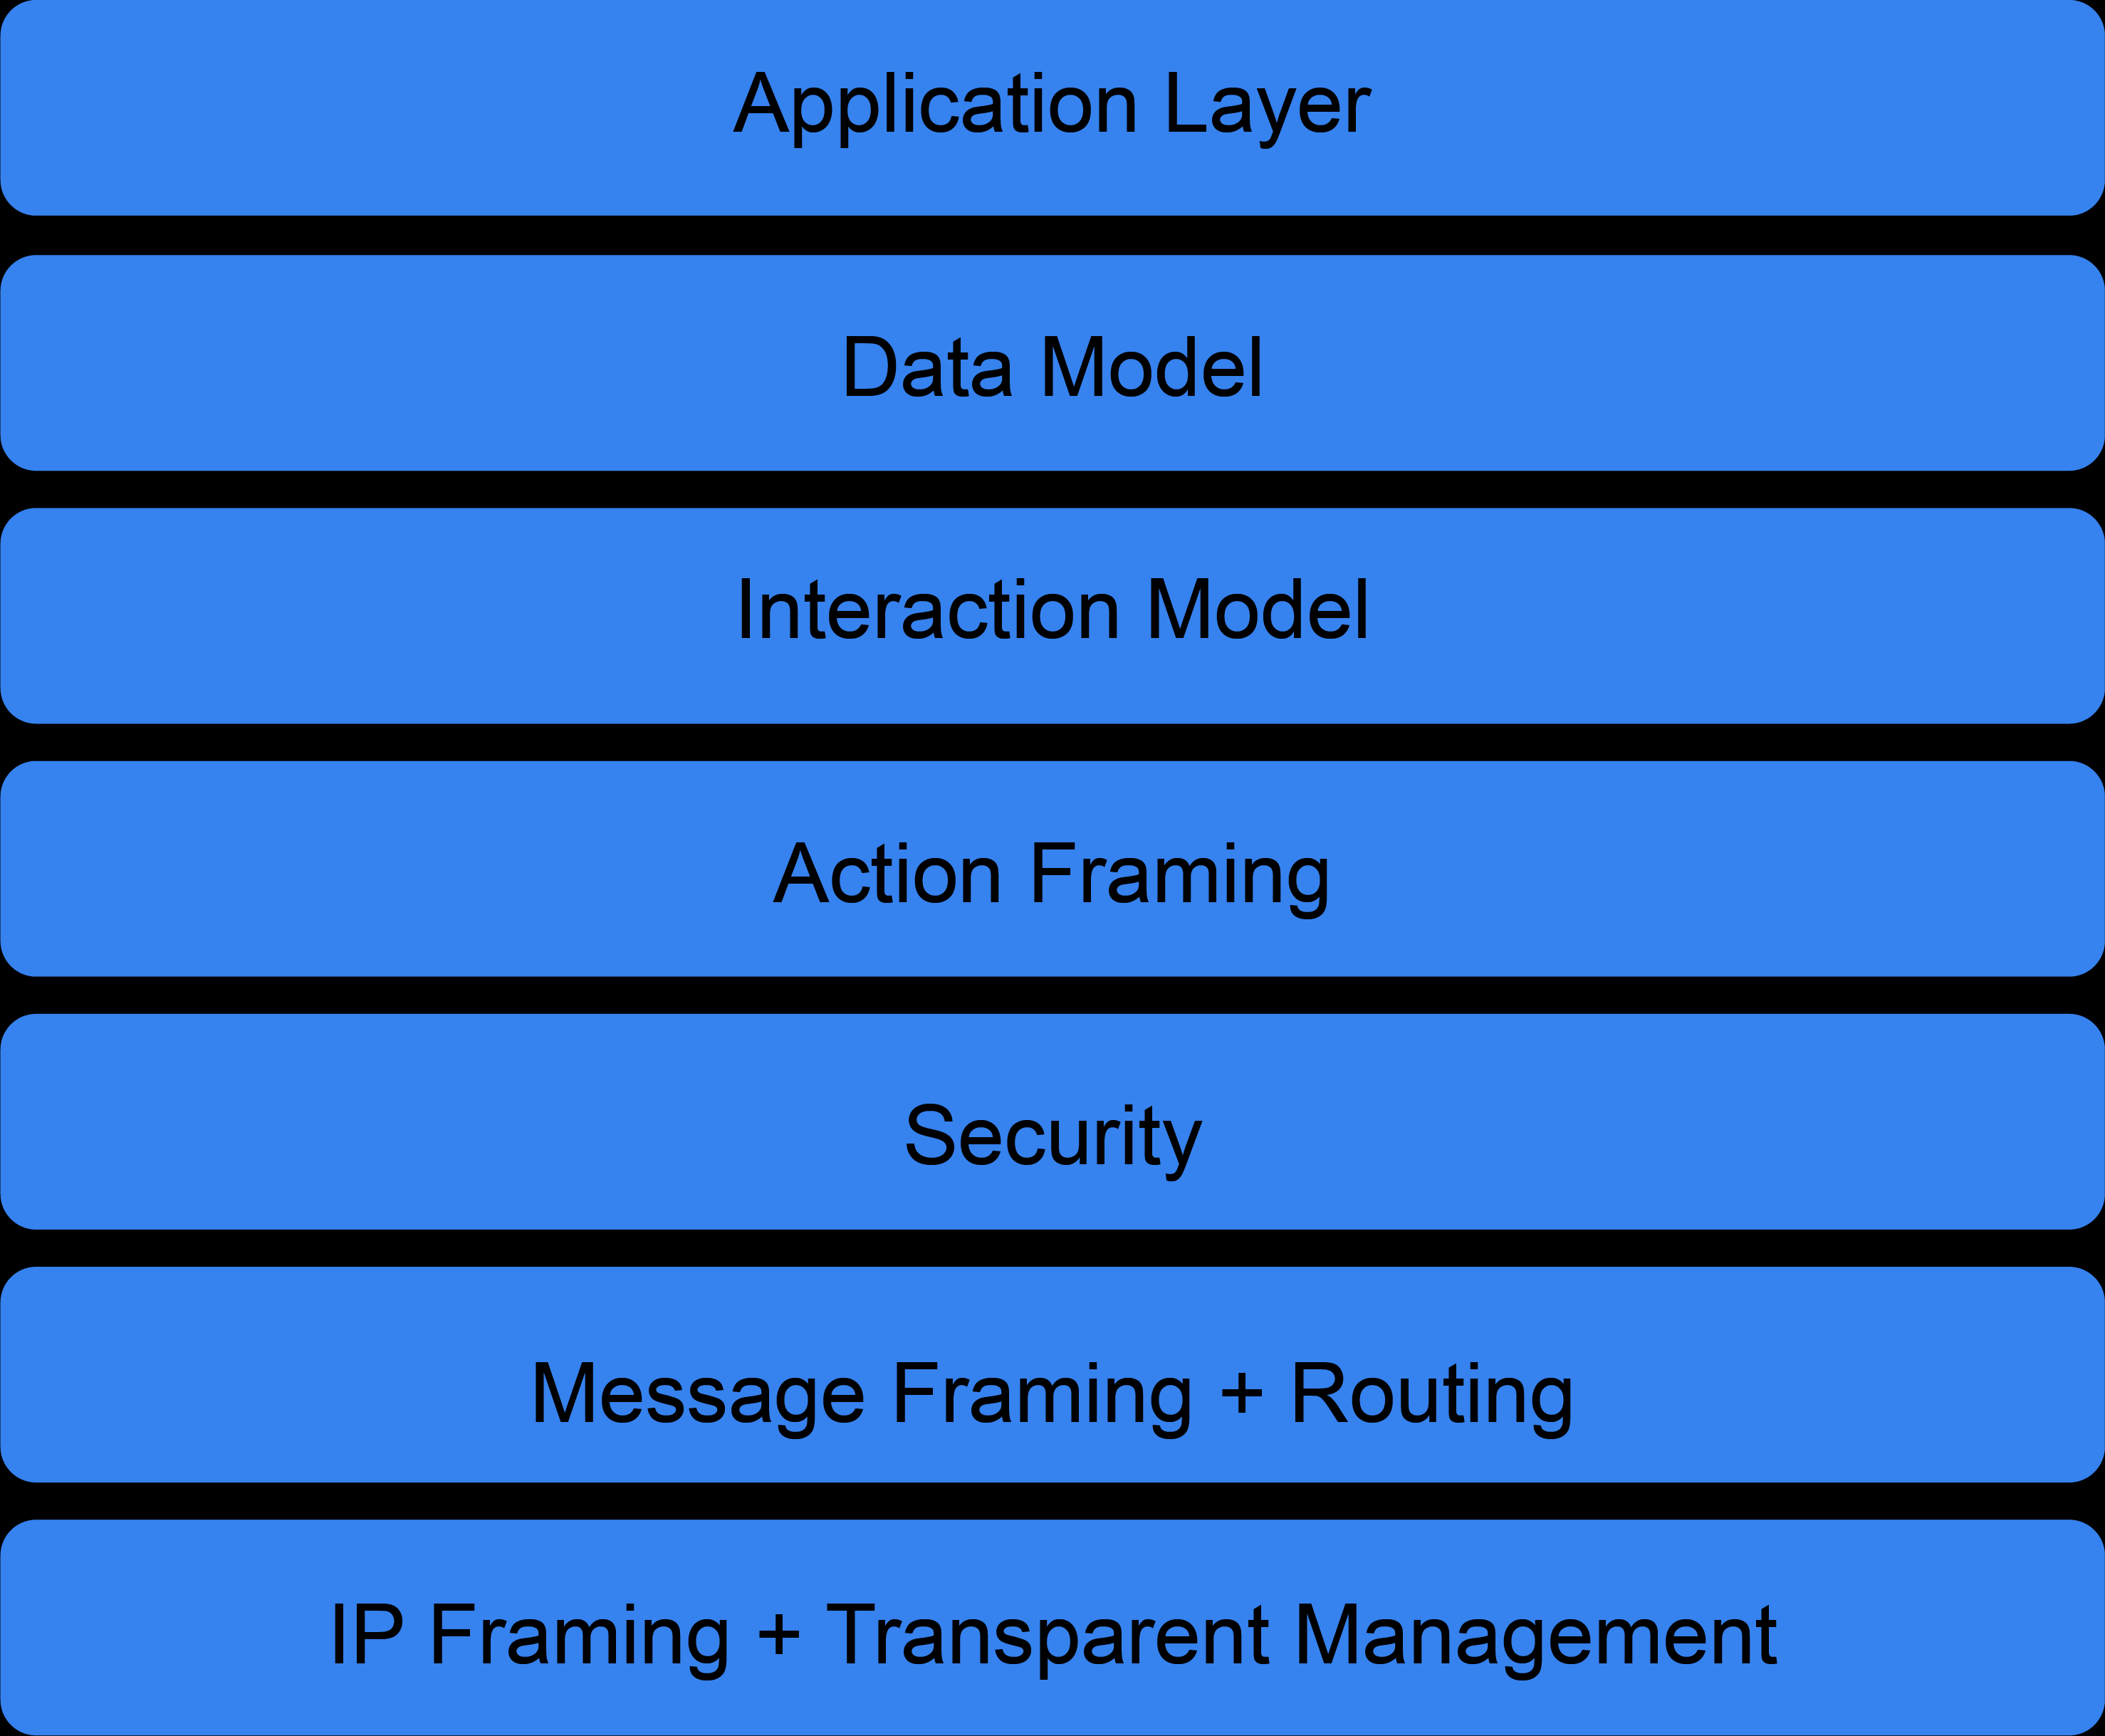 Application Layer
Data Model
Interaction Model
Action Framing
Security
Message Framing + Routing
IP Framing + Transparent Management